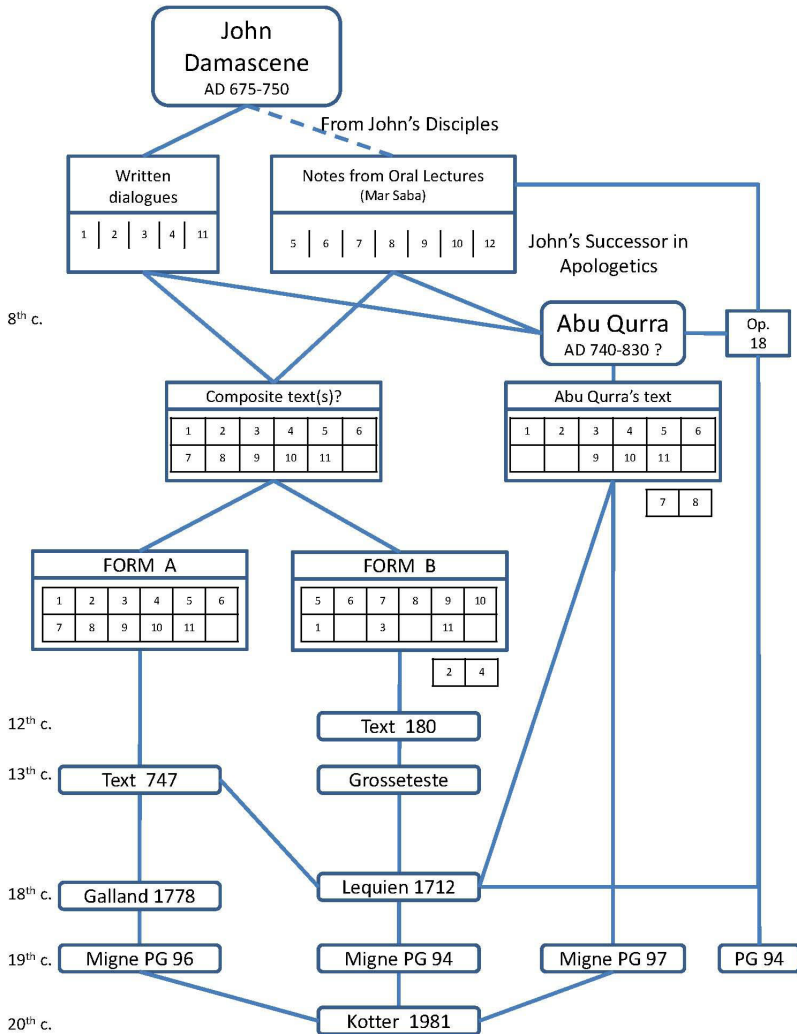 John
Damascene
AD 675-750
From John's Disciples
Written
dialogues
1 2 3 4 11
Notes from Oral Lectures
(Mar Saba)
5 6 7 8 9 10 12
John's Successor in
Apologetics
8th c.
Abu Qurra
AD 740-830 ?
Op.
18
Composite text(s)?
1 2 3 4 5 6
7 8 9 10 11
Abu Qurra's text
1 2 3 4 5 6
9 10 11
7 8
FORM A
1 2 3 4 5 6
7 8 9 10 11
FORM B
5 6 7 8 9 10
1 3 11
2 4
12th c.
Text 180
13th c.
Text 747
Grosseteste
18th c.
Galland 1778
Lequien 1712
19th c.
Migne PG 96
Migne PG 94
Migne PG 97
PG 94
20th c.
Kotter 1981